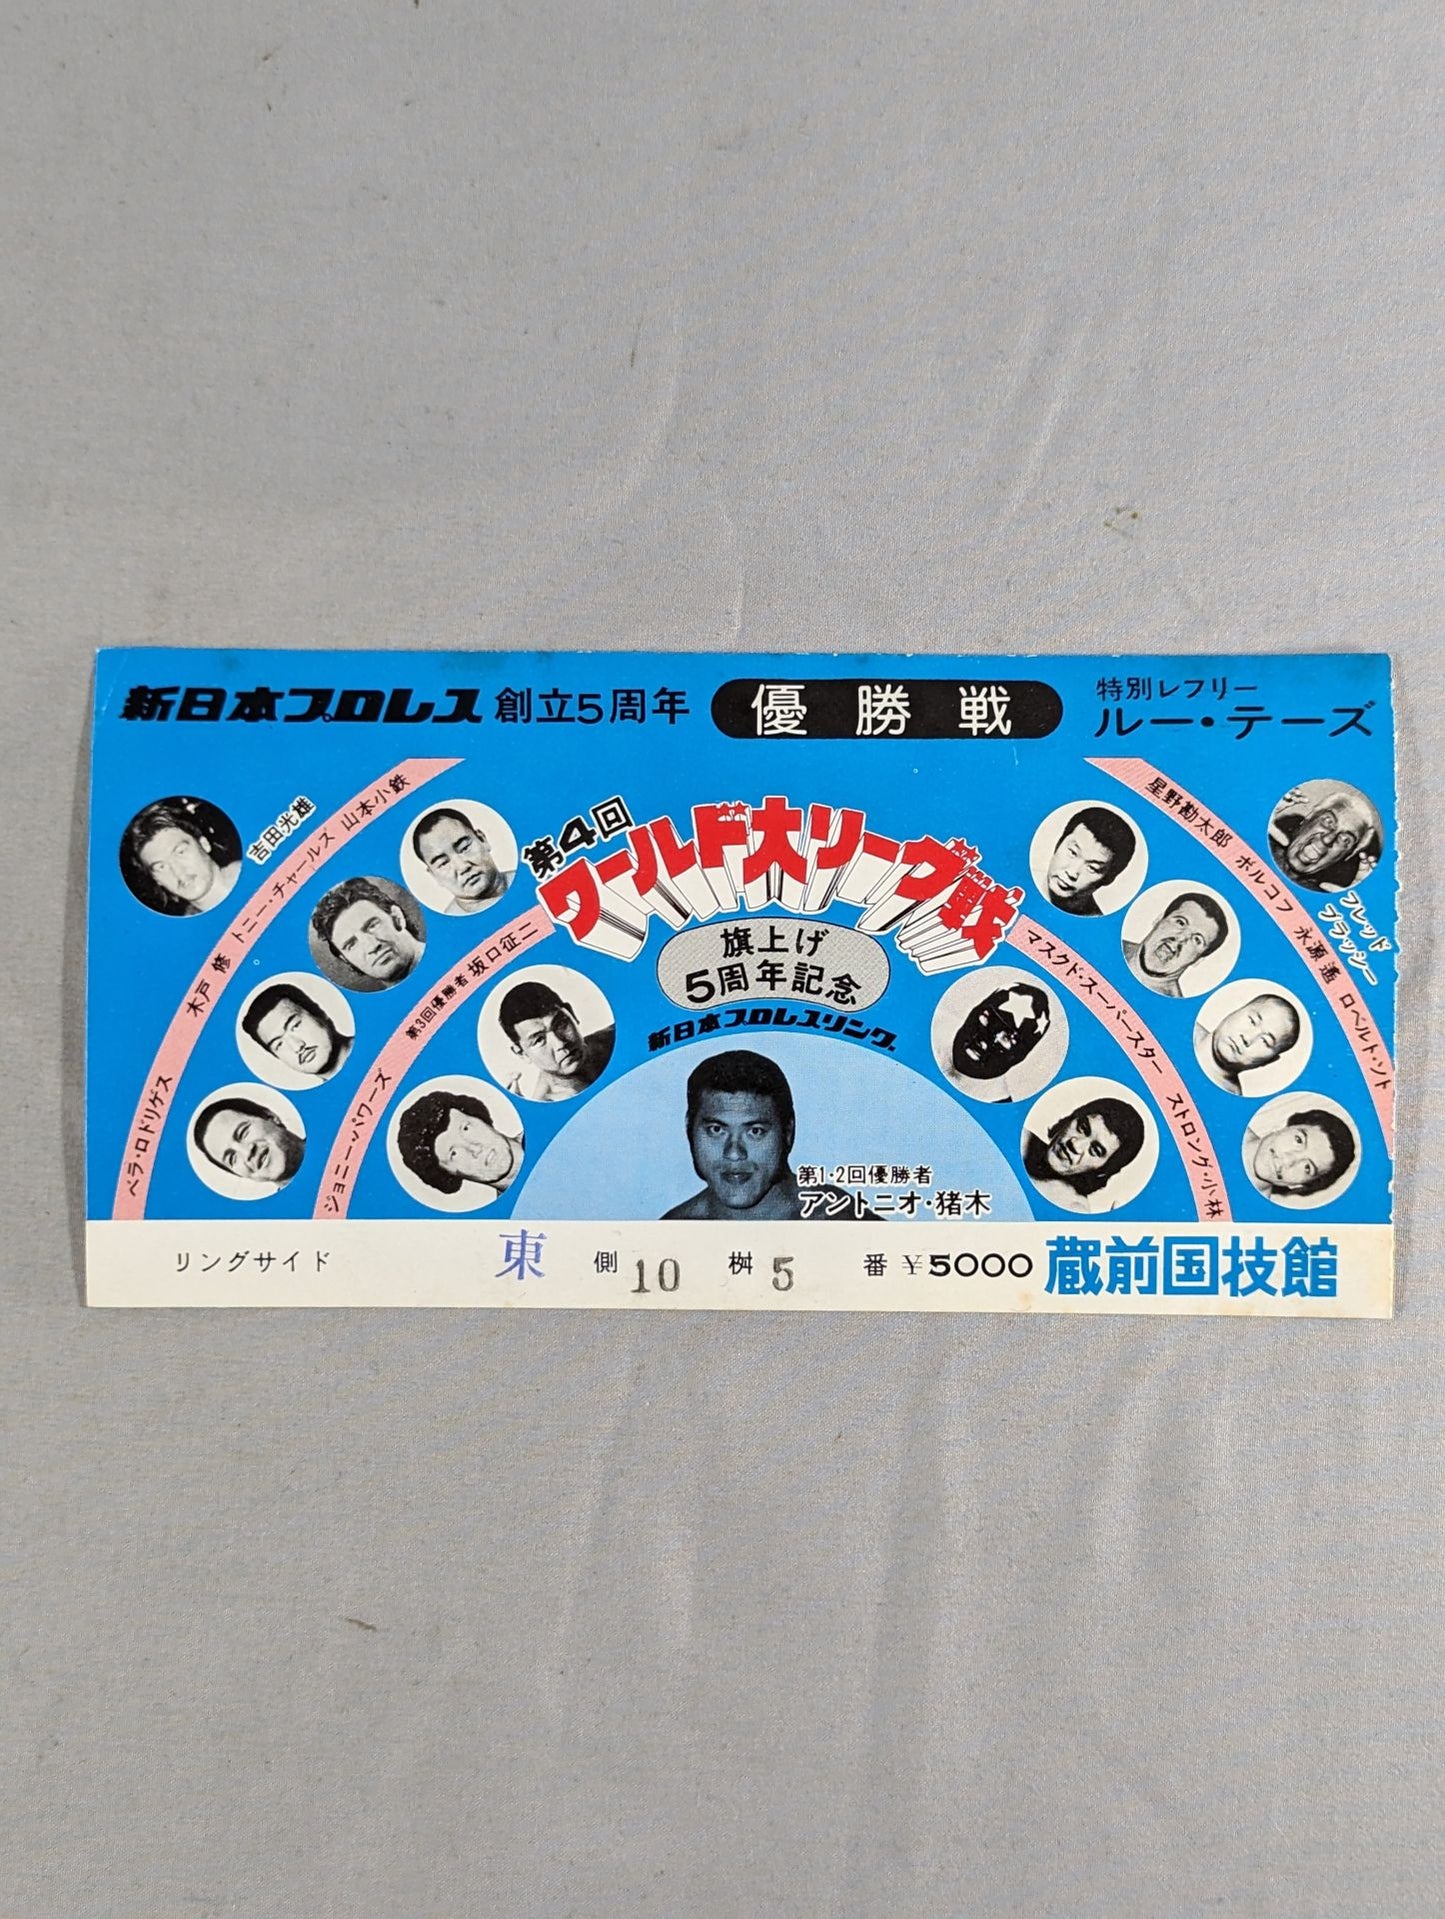 新日本プロレス 創立5周年 優勝戦 特別レフリー
ルー・テーズ
吉田光雄
ベラ・ロドリゲス 木戸 修 トニー・チャールス 山本小鉄
ジョニー・パワーズ 第3回優勝者 坂口征二
第4回
ワールド大リーグ戦
旗上げ
5周年記念
新日本プロレスリング
第1・2回優勝者
アントニオ・猪木
マスクド・スーパースター ストロング・小林
星野勘太郎 ボルコフ 永源遙 ロベルト・ソト
フレッド
ブラッシー
リングサイド 東 側 10 桝 5 番 ¥5000 蔵前国技館